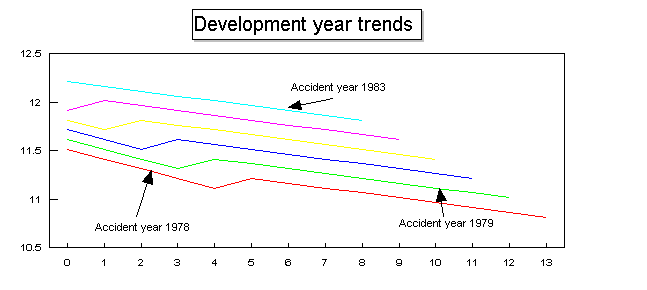 Development year trends
12.5
12
11.5
11
10.5
Accident year 1983
Accident year 1978
Accident year 1979
0 1 2 3 4 5 6 7 8 9 10 11 12 13